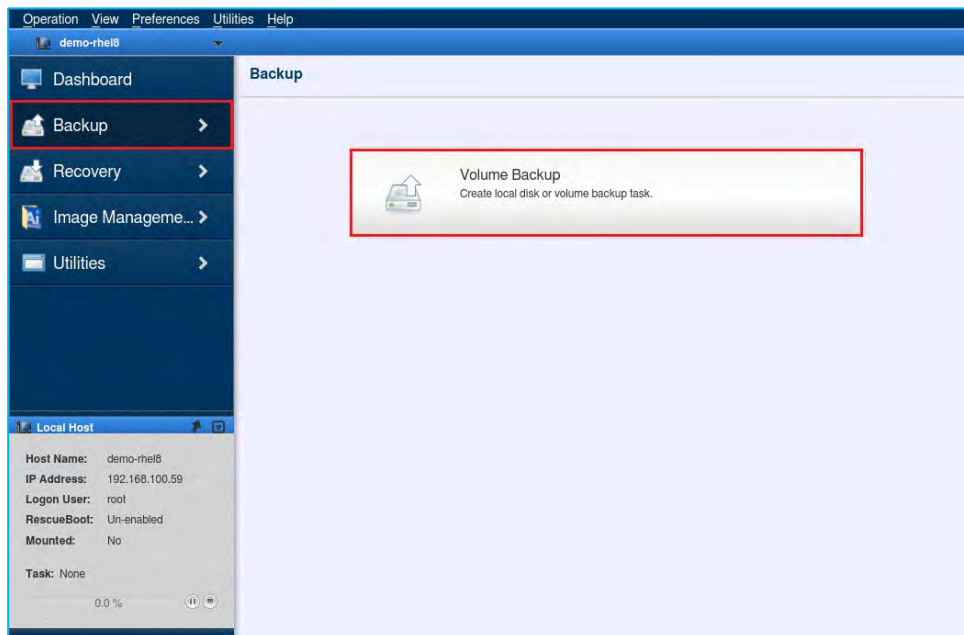 Operation View Preferences Utilities Help
demo-rhel8
Dashboard
Backup
Recovery
Image Manageme...
Utilities
Backup
Volume Backup
Create local disk or volume backup task.
Local Host
Host Name: demo-rhel8
IP Address: 192.168.100.59
Logon User: root
RescueBoot: Un-enabled
Mounted: No
Task: None
0.0 %